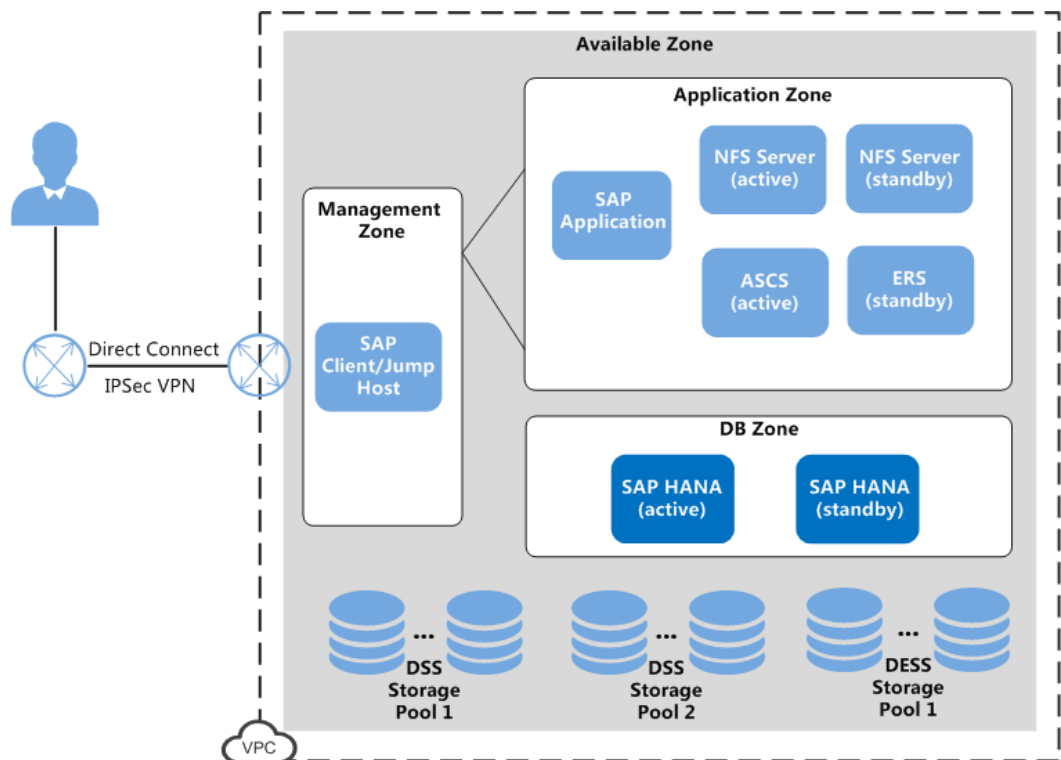 Available Zone
Application Zone
NFS Server
(active)
NFS Server
(standby)
SAP
Application
ASCS
(active)
ERS
(standby)
Management
Zone
SAP
Client/Jump
Host
Direct Connect
IPSec VPN
DB Zone
SAP HANA
(active)
SAP HANA
(standby)
...
DSS
Storage
Pool 1
...
DSS
Storage
Pool 2
...
DESS
Storage
Pool 1
VPC